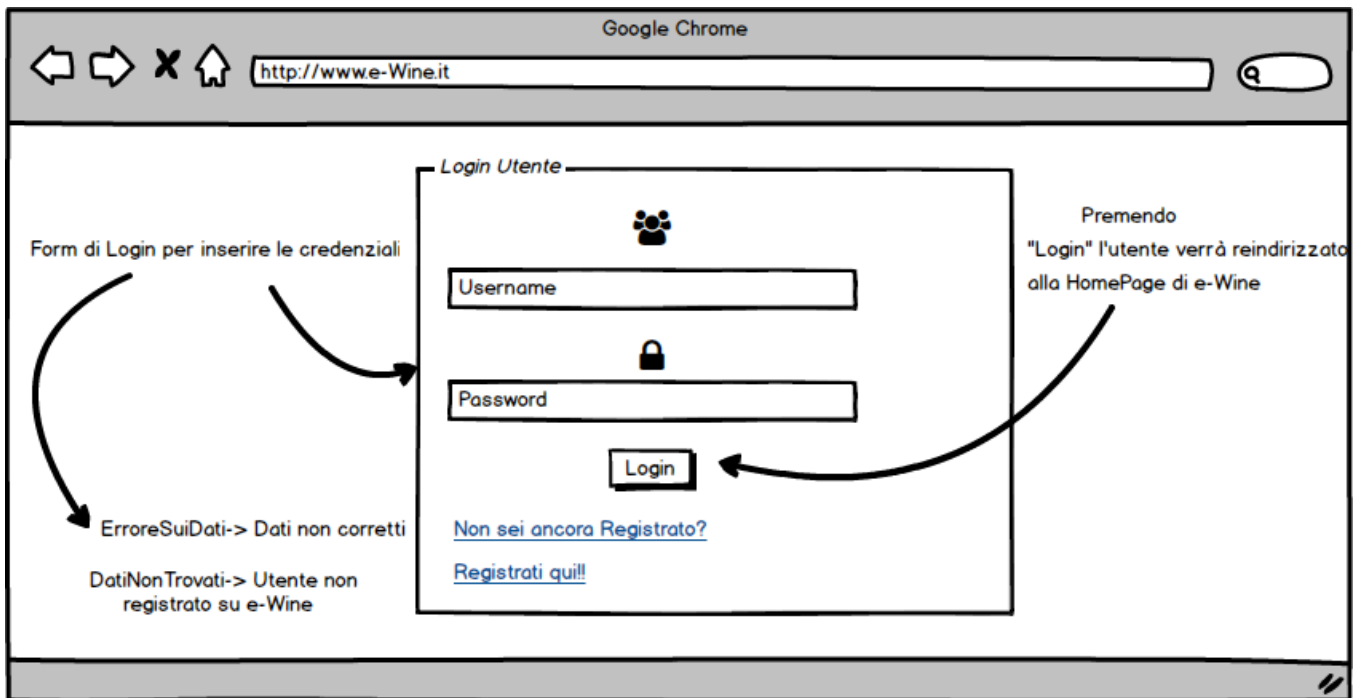 Google Chrome
http://www.e-Wine.it
Login Utente
Form di Login per inserire le credenziali
Username
Password
Login
Non sei ancora Registrato?
Registrati qui!!
Premendo
"Login" l'utente verrà reindirizzato
alla HomePage di e-Wine
ErroreSuiDati-> Dati non corretti
DatiNonTrovati-> Utente non
registrato su e-Wine